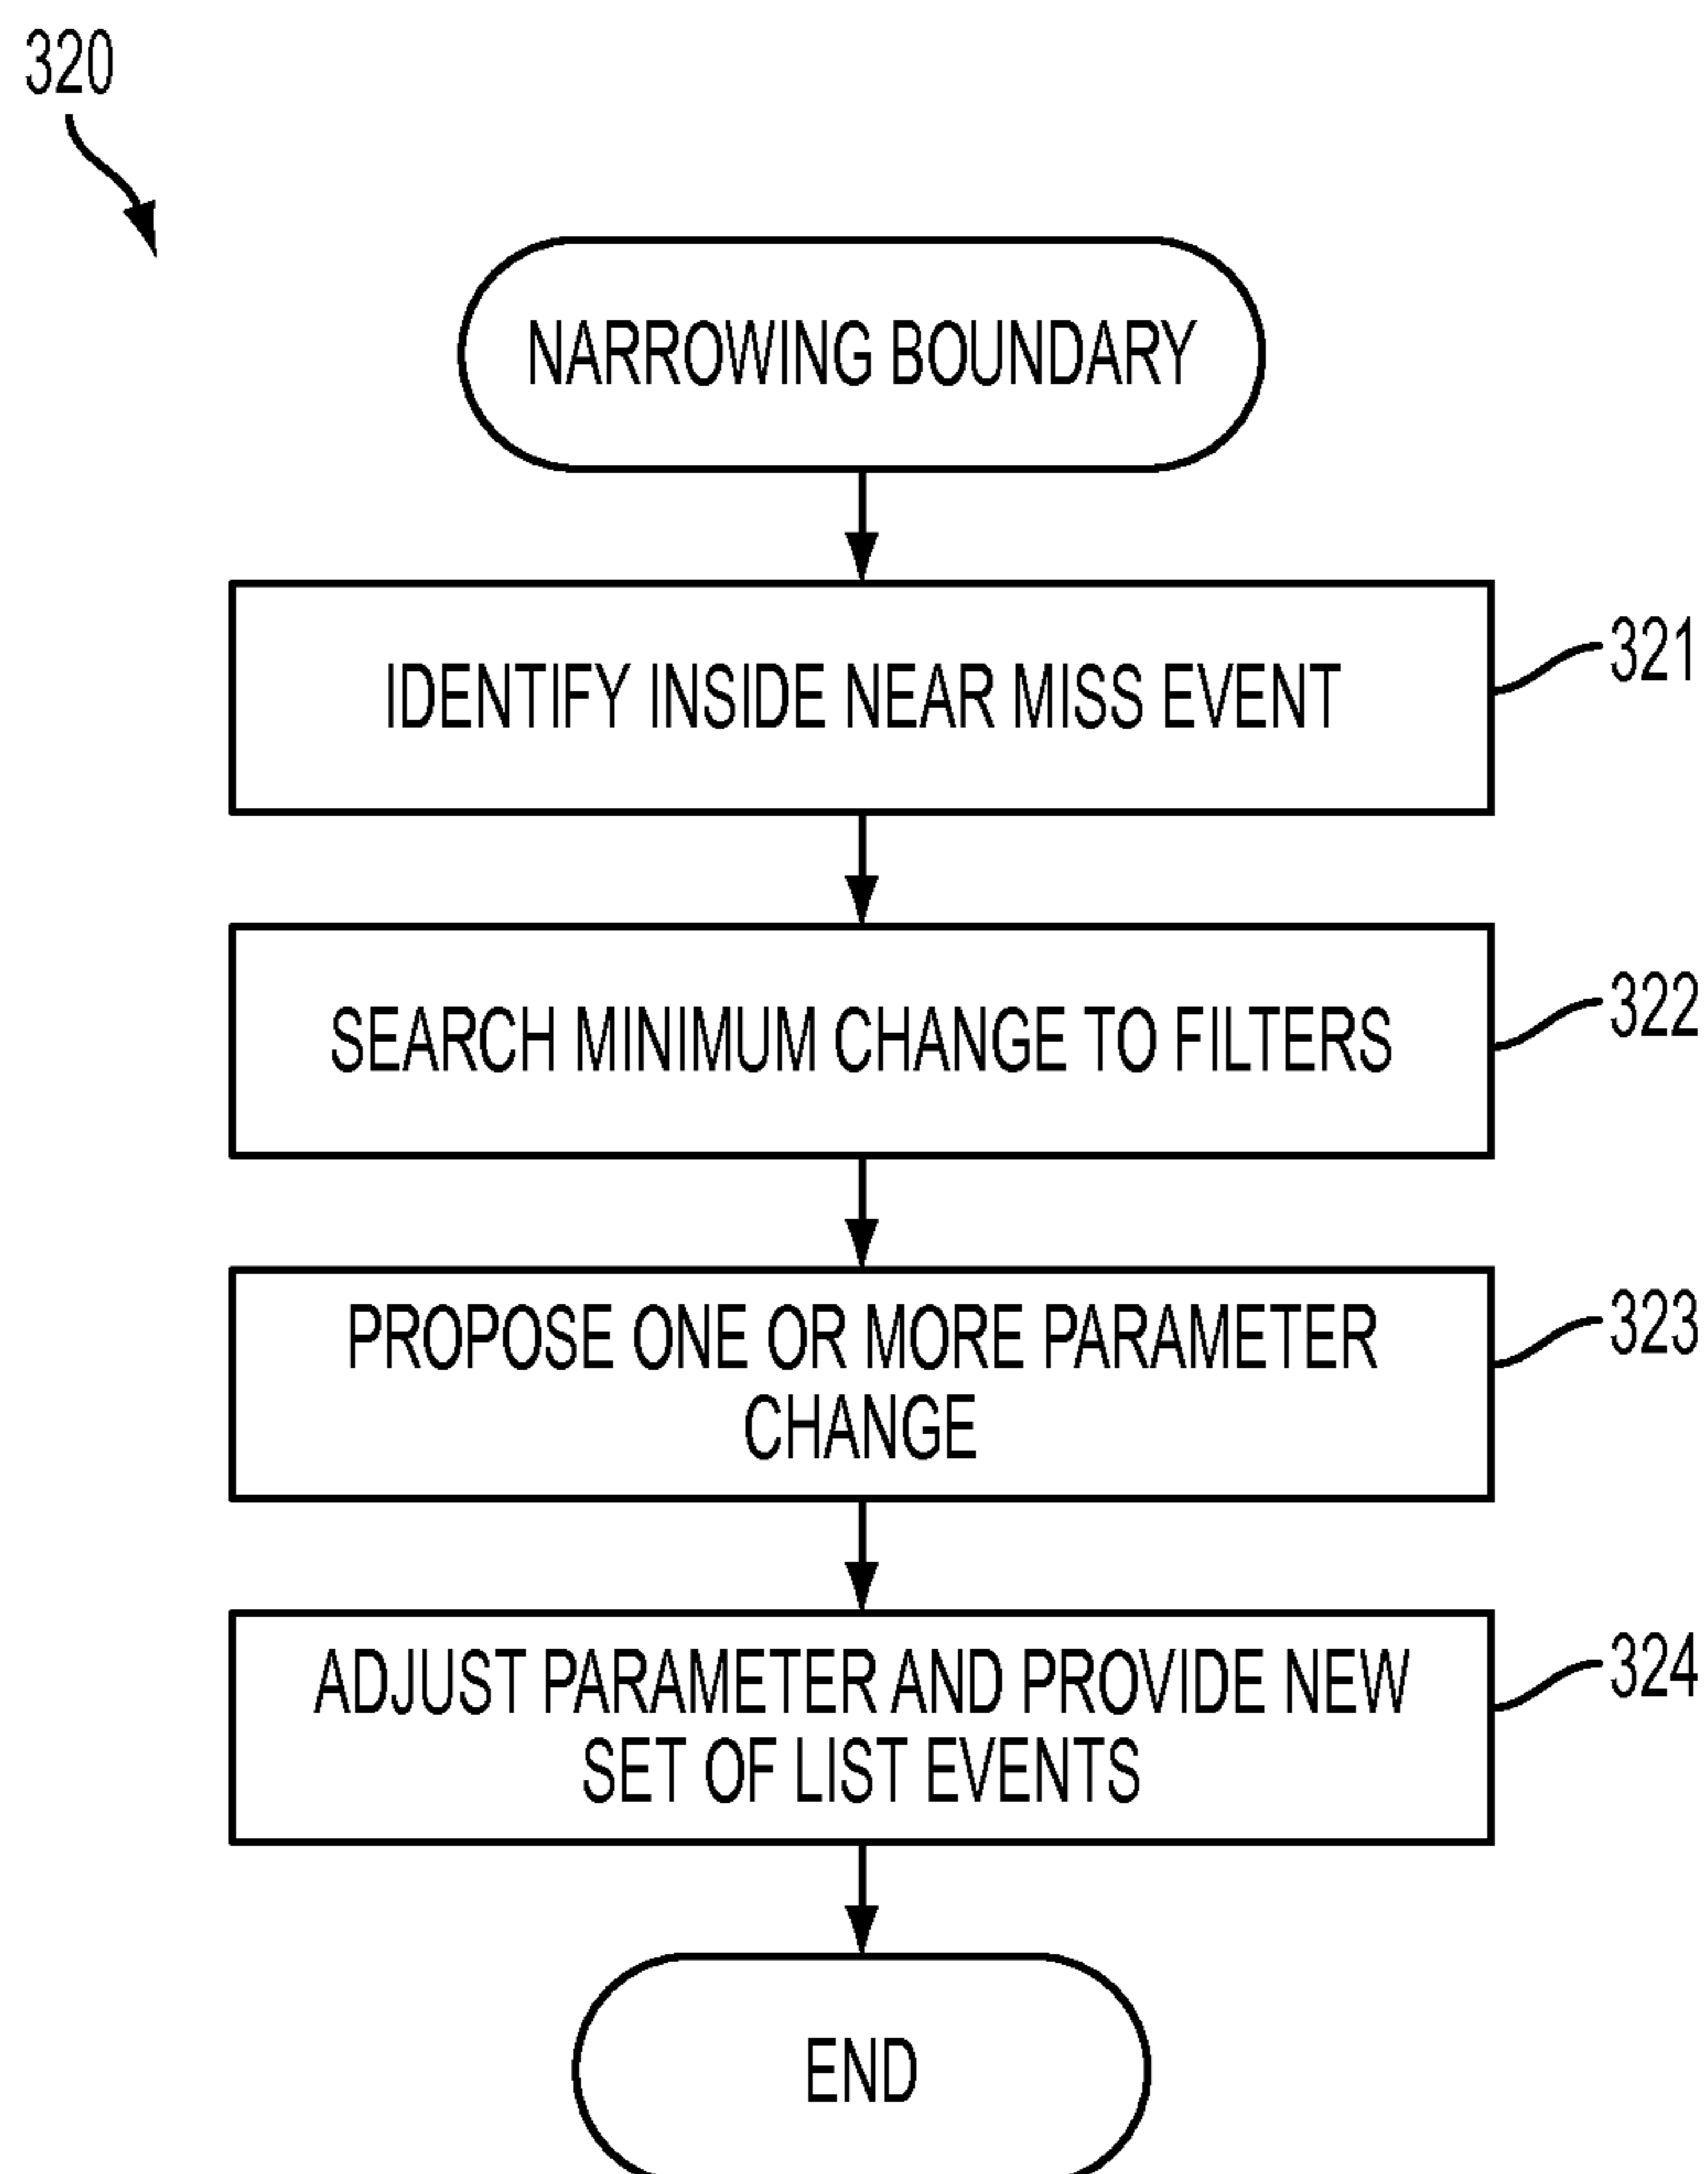 320
NARROWING BOUNDARY
IDENTIFY INSIDE NEAR MISS EVENT
321
SEARCH MINIMUM CHANGE TO FILTERS
322
PROPOSE ONE OR MORE PARAMETER
CHANGE
323
ADJUST PARAMETER AND PROVIDE NEW
SET OF LIST EVENTS
324
END